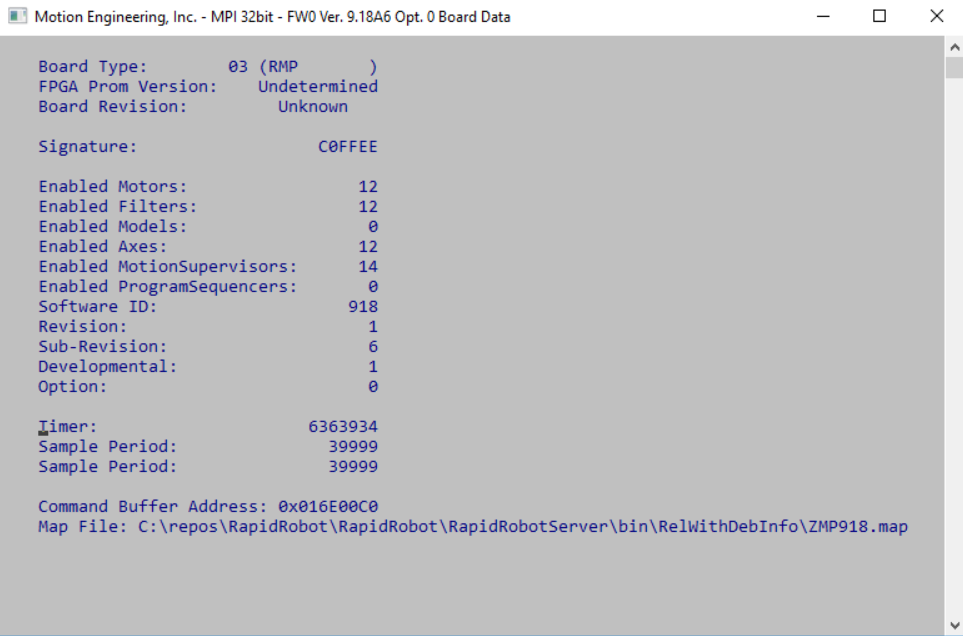 Motion Engineering, Inc. - MPI 32bit - FW0 Ver. 9.18A6 Opt. 0 Board Data
Board Type: 03 (RMP )
FPGA Prom Version: Undetermined
Board Revision: Unknown
Signature: C0FFEE
Enabled Motors: 12
Enabled Filters: 12
Enabled Models: 0
Enabled Axes: 12
Enabled MotionSupervisors: 14
Enabled ProgramSequencers: 0
Software ID: 918
Revision: 1
Sub-Revision: 6
Developmental: 1
Option: 0
Timer: 6363934
Sample Period: 39999
Sample Period: 39999
Command Buffer Address: 0x016E00C0
Map File: C:\repos\RapidRobot\RapidRobot\RapidRobotServer\bin\RelWithDebInfo\ZMP918.map